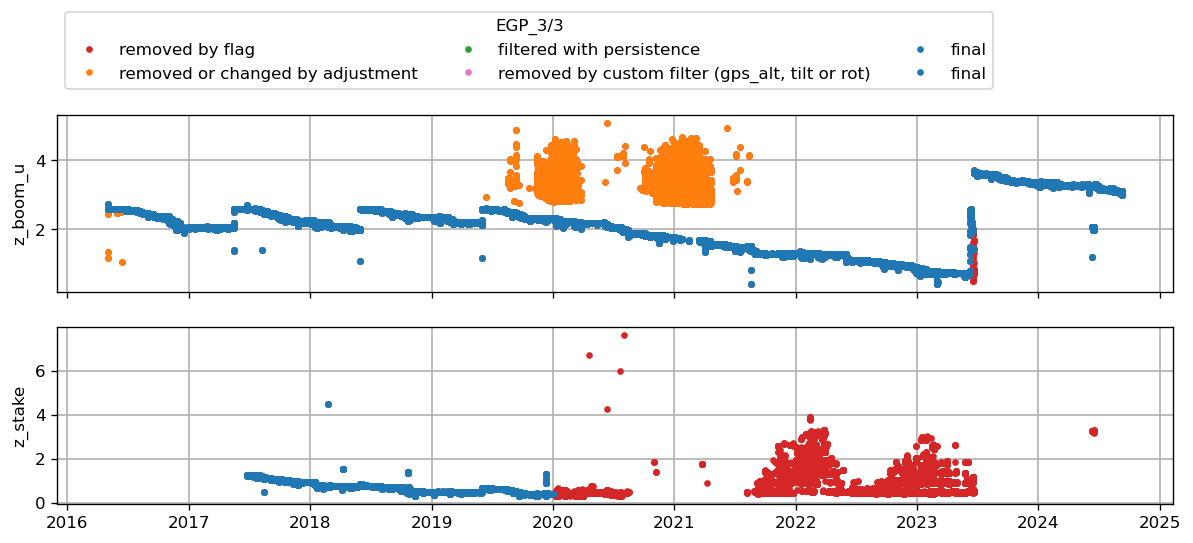 EGP_3/3
removed by flag
filtered with persistence
final
removed or changed by adjustment
removed by custom filter (gps_alt, tilt or rot)
final
z_boom_u
4
2
z_stake
6
4
2
0
2016 2017 2018 2019 2020 2021 2022 2023 2024 2025